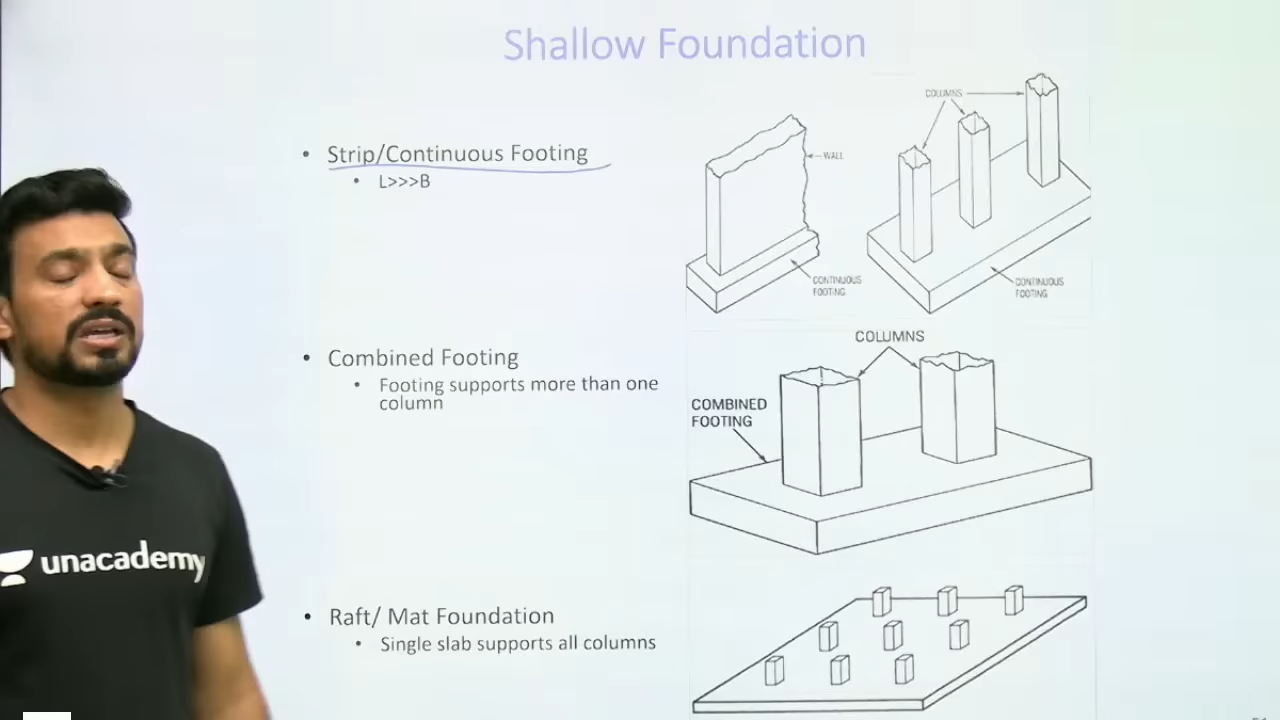 Shallow Foundation
• Strip/Continuous Footing
• L>>>B
WALL
CONTINUOUS
FOOTING
COLUMNS
CONTINUOUS
FOOTING
• Combined Footing
• Footing supports more than one
column
COLUMNS
COMBINED
FOOTING
• Raft/ Mat Foundation
• Single slab supports all columns
unacademy